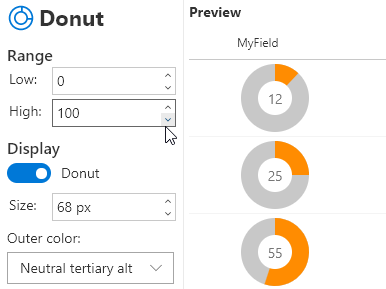 Donut
Range
Low: 0
High: 100
Display
Donut
Size: 68 px
Outer color:
Neutral tertiary alt
Preview
MyField
12
25
55